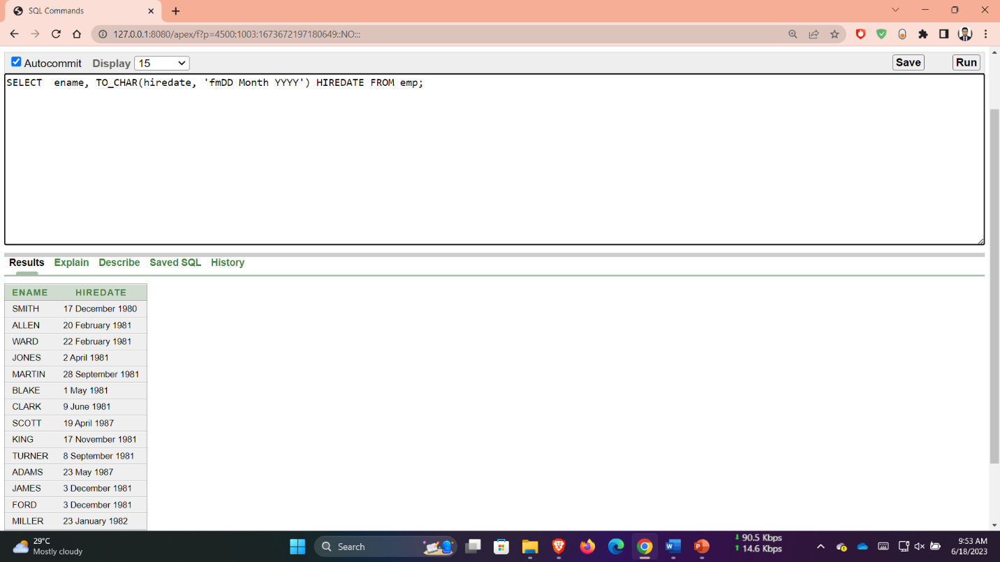 SQL Commands
127.0.0.1:8080/apex/f?p=4500:1003:1673672197180649::NO:::
Autocommit Display 15 Save Run
SELECT  ename, TO_CHAR(hiredate, 'fmDD Month YYYY') HIREDATE FROM emp;
Results Explain Describe Saved SQL History
ENAME HIREDATE
SMITH 17 December 1980
ALLEN 20 February 1981
WARD 22 February 1981
JONES 2 April 1981
MARTIN 28 September 1981
BLAKE 1 May 1981
CLARK 9 June 1981
SCOTT 19 April 1987
KING 17 November 1981
TURNER 8 September 1981
ADAMS 23 May 1987
JAMES 3 December 1981
FORD 3 December 1981
MILLER 23 January 1982
29°C
Mostly cloudy
Search
90.5 Kbps
14.6 Kbps
9:53 AM
6/18/2023